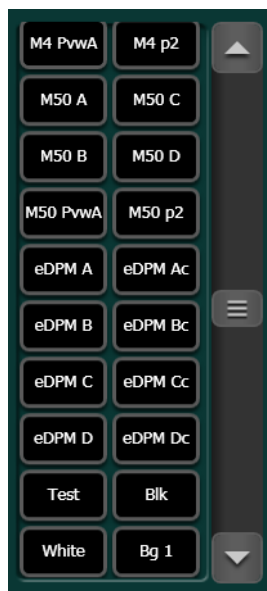 M4 PvwA M4 p2
M50 A M50 C
M50 B M50 D
M50 PvwA M50 p2
eDPM A eDPM Ac
eDPM B eDPM Bc
eDPM C eDPM Cc
eDPM D eDPM Dc
Test Blk
White Bg 1